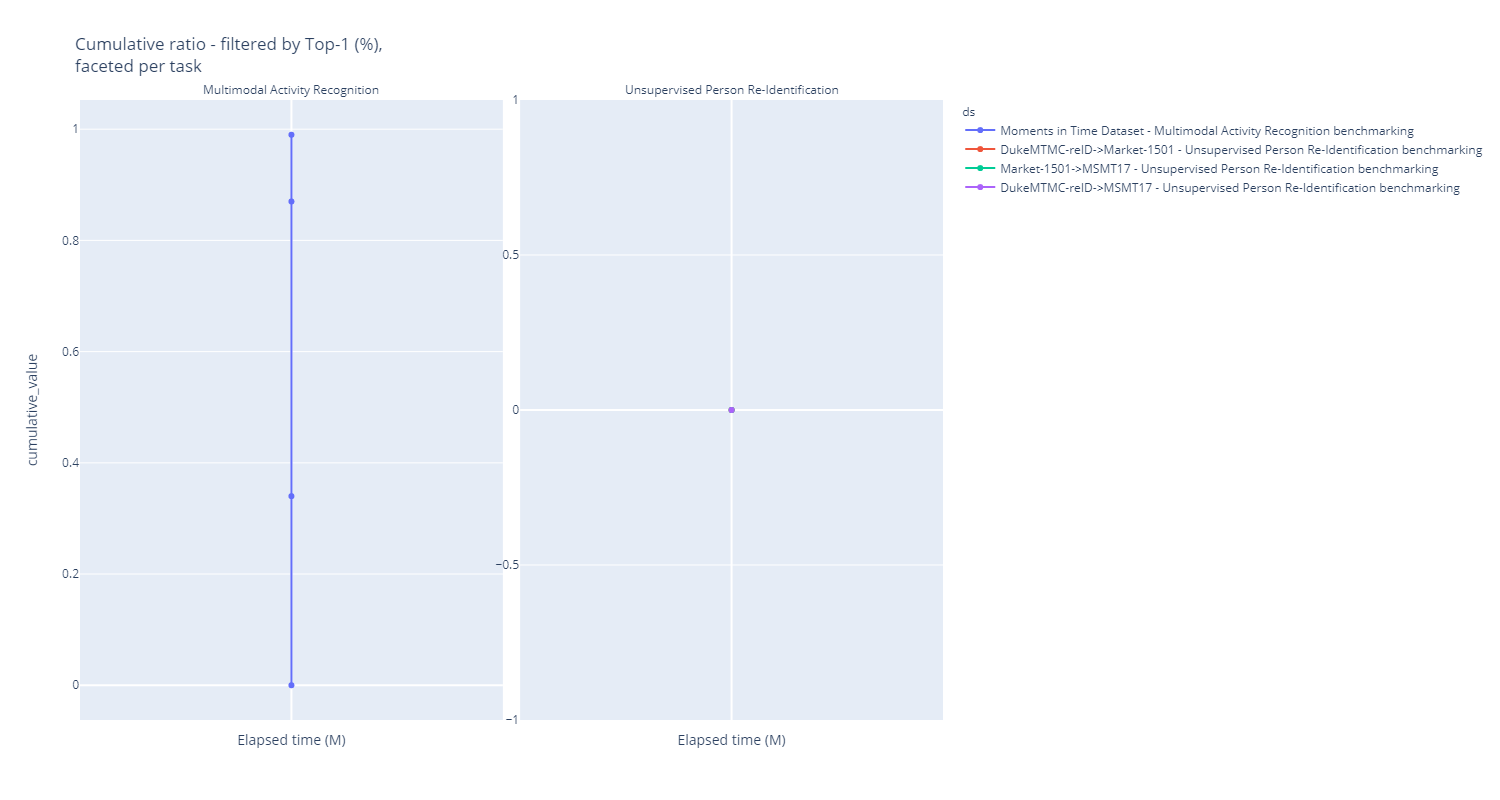 Cumulative ratio - filtered by Top-1 (%),
faceted per task
Multimodal Activity Recognition
Unsupervised Person Re-Identification
cumulative_value
1
0.8
0.6
0.4
0.2
0
1
0.5
0
−0.5
−1
Elapsed time (M)
Elapsed time (M)
ds
Moments in Time Dataset - Multimodal Activity Recognition benchmarking
DukeMTMC-reID->Market-1501 - Unsupervised Person Re-Identification benchmarking
Market-1501->MSMT17 - Unsupervised Person Re-Identification benchmarking
DukeMTMC-reID->MSMT17 - Unsupervised Person Re-Identification benchmarking